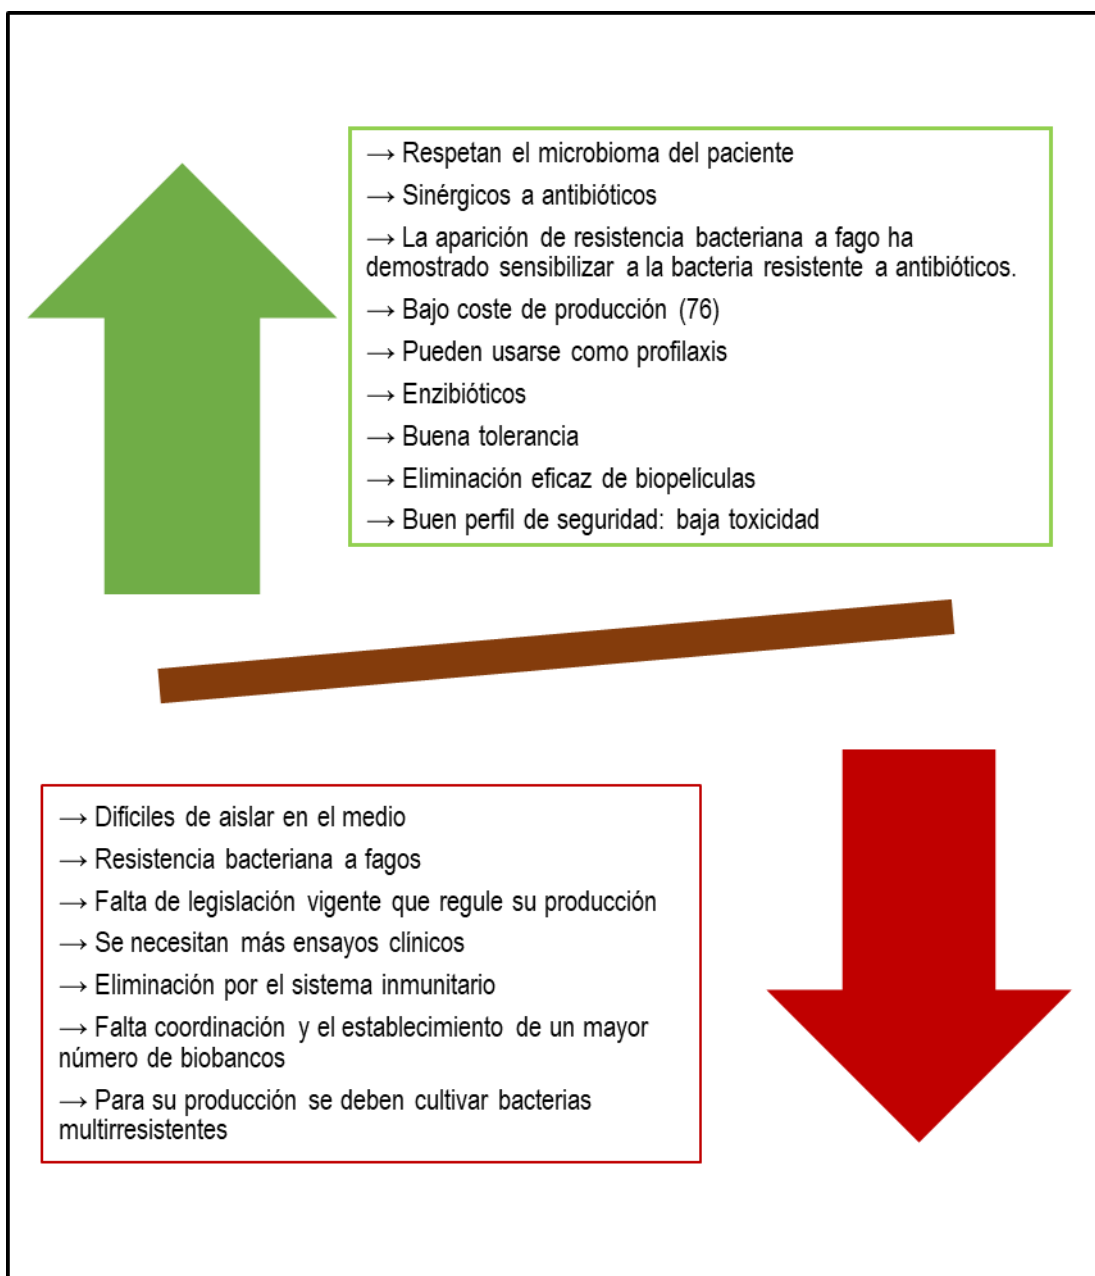 → Respetan el microbioma del paciente
→ Sinérgicos a antibióticos
→ La aparición de resistencia bacteriana a fago ha
demostrado sensibilizar a la bacteria resistente a antibióticos.
→ Bajo coste de producción (76)
→ Pueden usarse como profilaxis
→ Enzibióticos
→ Buena tolerancia
→ Eliminación eficaz de biopelículas
→ Buen perfil de seguridad: baja toxicidad
→ Difíciles de aislar en el medio
→ Resistencia bacteriana a fagos
→ Falta de legislación vigente que regule su producción
→ Se necesitan más ensayos clínicos
→ Eliminación por el sistema inmunitario
→ Falta coordinación y el establecimiento de un mayor
número de biobancos
→ Para su producción se deben cultivar bacterias
multirresistentes